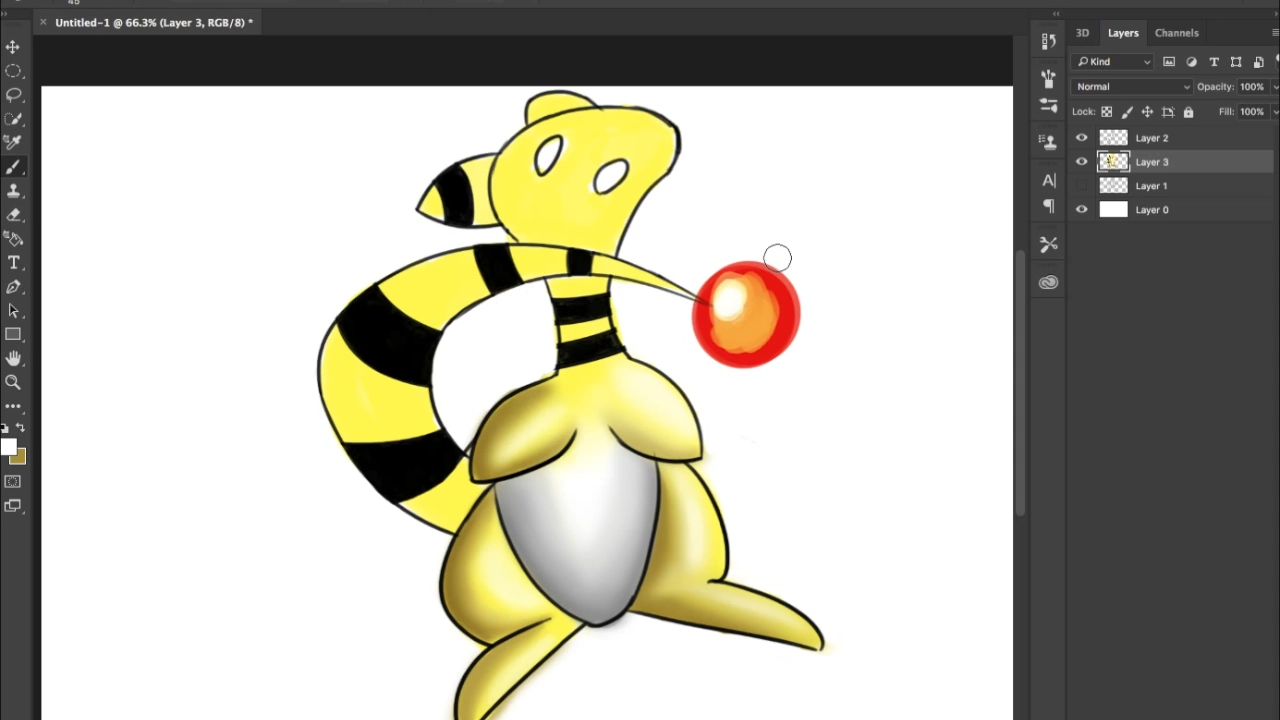 45
Untitled-1 @ 66.3% (Layer 3, RGB/8) *
3D Layers Channels
Kind
Normal Opacity: 100%
Lock: Fill: 100%
Layer 2
Layer 3
Layer 1
Layer 0